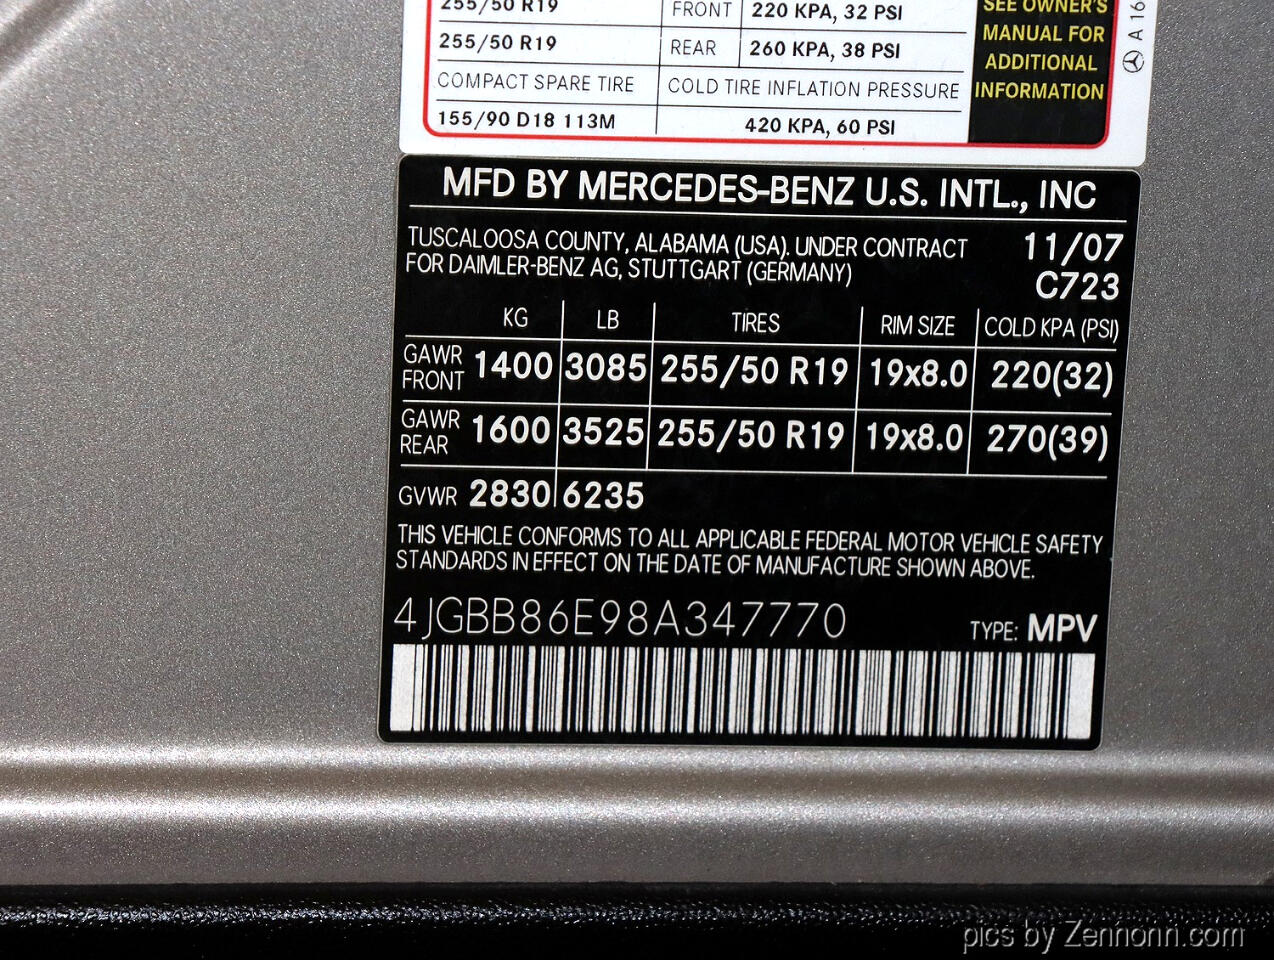 255/50 R19 FRONT 220 KPA, 32 PSI
255/50 R19 REAR 260 KPA, 38 PSI
COMPACT SPARE TIRE COLD TIRE INFLATION PRESSURE
155/90 D18 113M 420 KPA, 60 PSI
SEE OWNER'S
MANUAL FOR
ADDITIONAL
INFORMATION
A 16
MFD BY MERCEDES-BENZ U.S. INTL., INC
TUSCALOOSA COUNTY, ALABAMA (USA). UNDER CONTRACT 11/07
FOR DAIMLER-BENZ AG, STUTTGART (GERMANY) C723
KG LB TIRES RIM SIZE COLD KPA (PSI)
GAWR FRONT 1400 3085 255/50 R19 19x8.0 220(32)
GAWR REAR 1600 3525 255/50 R19 19x8.0 270(39)
GVWR 2830 6235
THIS VEHICLE CONFORMS TO ALL APPLICABLE FEDERAL MOTOR VEHICLE SAFETY
STANDARDS IN EFFECT ON THE DATE OF MANUFACTURE SHOWN ABOVE.
4JGBB86E98A347770 TYPE: MPV
pics by Zenhonn.com